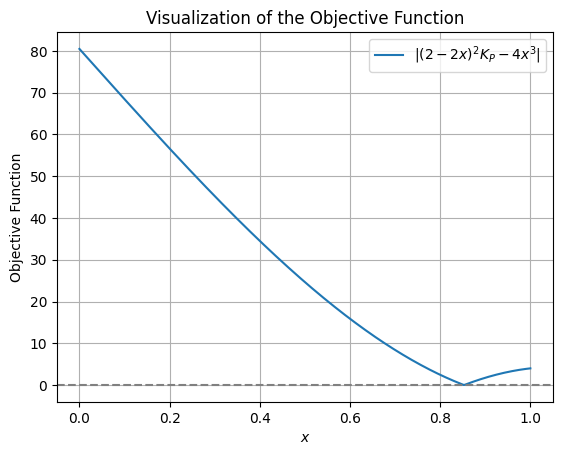 Visualization of the Objective Function
|(2 − 2x)²K_P − 4x³|
Objective Function
80
70
60
50
40
30
20
10
0
0.0 0.2 0.4 0.6 0.8 1.0
x